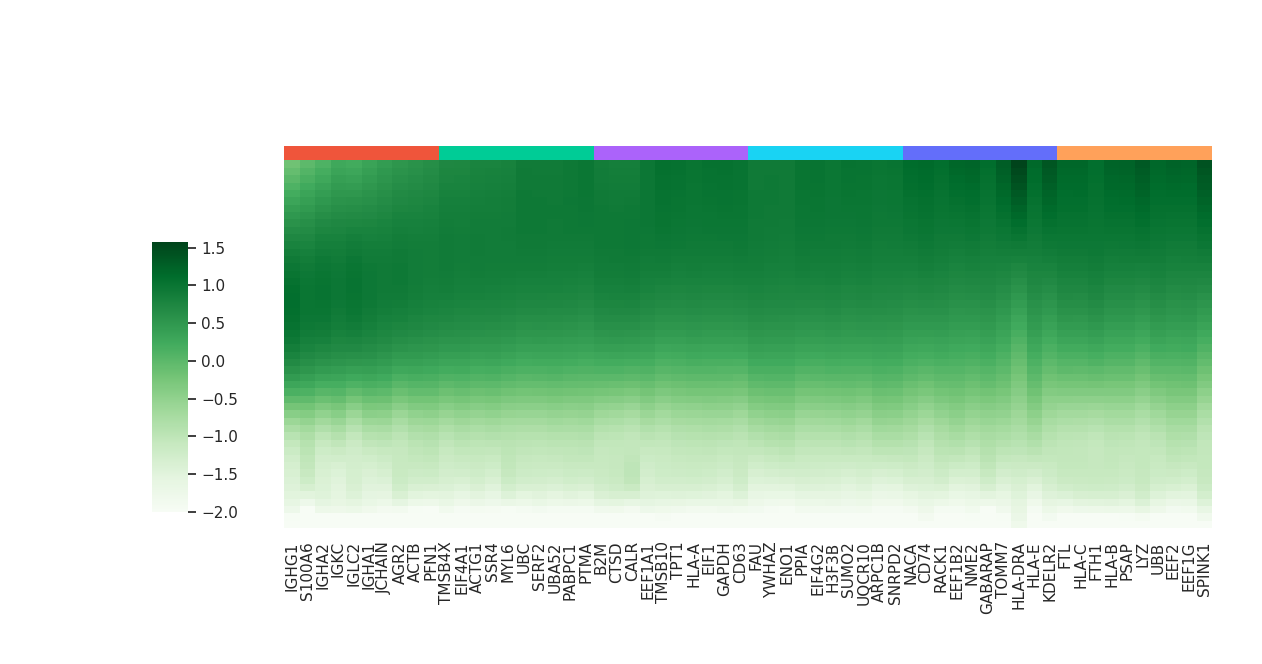 1.5
1.0
0.5
0.0
−0.5
−1.0
−1.5
−2.0
IGHG1
S100A6
IGHA2
IGKC
IGLC2
IGHA1
JCHAIN
AGR2
ACTB
PFN1
TMSB4X
EIF4A1
ACTG1
SSR4
MYL6
UBC
SERF2
UBA52
PABPC1
PTMA
B2M
CTSD
CALR
EEF1A1
TMSB10
TPT1
HLA-A
EIF1
GAPDH
CD63
FAU
YWHAZ
ENO1
PPIA
EIF4G2
H3F3B
SUMO2
UQCR10
ARPC1B
SNRPD2
NACA
CD74
RACK1
EEF1B2
NME2
GABARAP
TOMM7
HLA-DRA
HLA-E
KDELR2
FTL
HLA-C
FTH1
HLA-B
PSAP
LYZ
UBB
EEF2
EEF1G
SPINK1